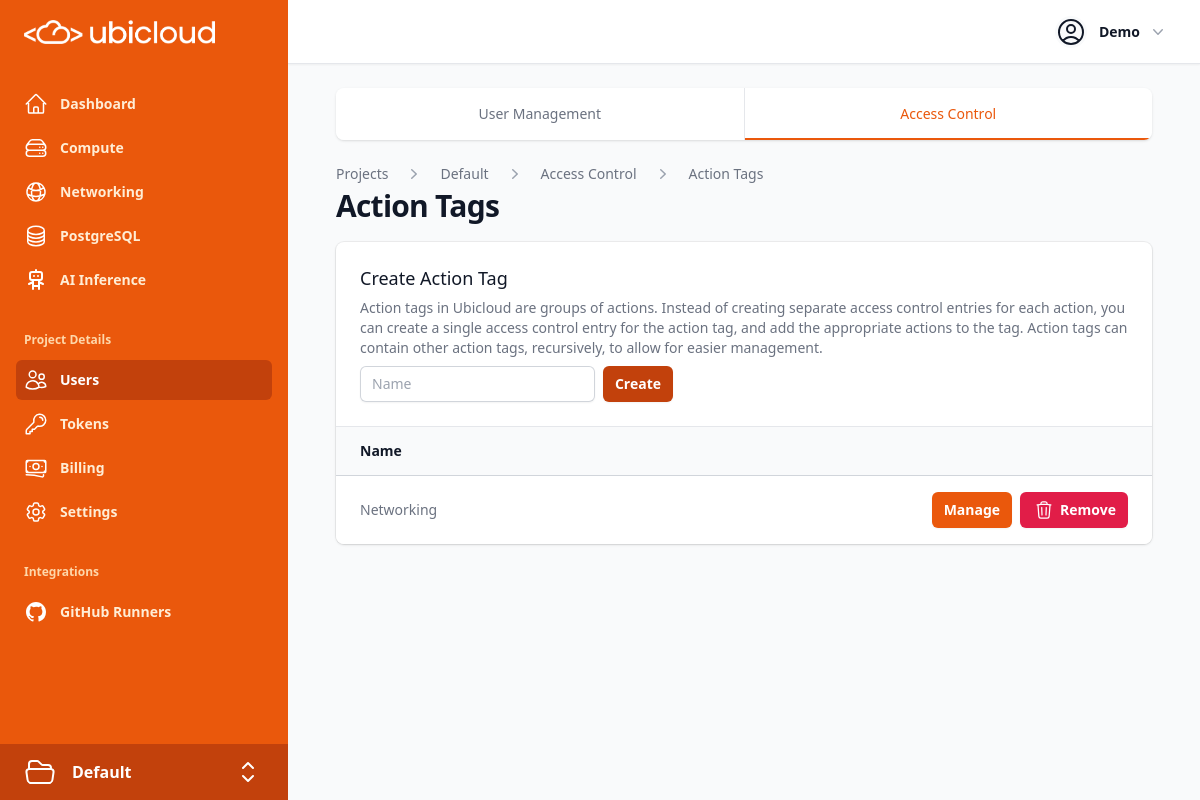 ubicloud
Demo
Dashboard
Compute
Networking
PostgreSQL
AI Inference
Project Details
Users
Tokens
Billing
Settings
Integrations
GitHub Runners
Default
User Management
Access Control
Projects > Default > Access Control > Action Tags
Action Tags
Create Action Tag
Action tags in Ubicloud are groups of actions. Instead of creating separate access control entries for each action, you
can create a single access control entry for the action tag, and add the appropriate actions to the tag. Action tags can
contain other action tags, recursively, to allow for easier management.
Name
Create
Name
Networking
Manage
Remove